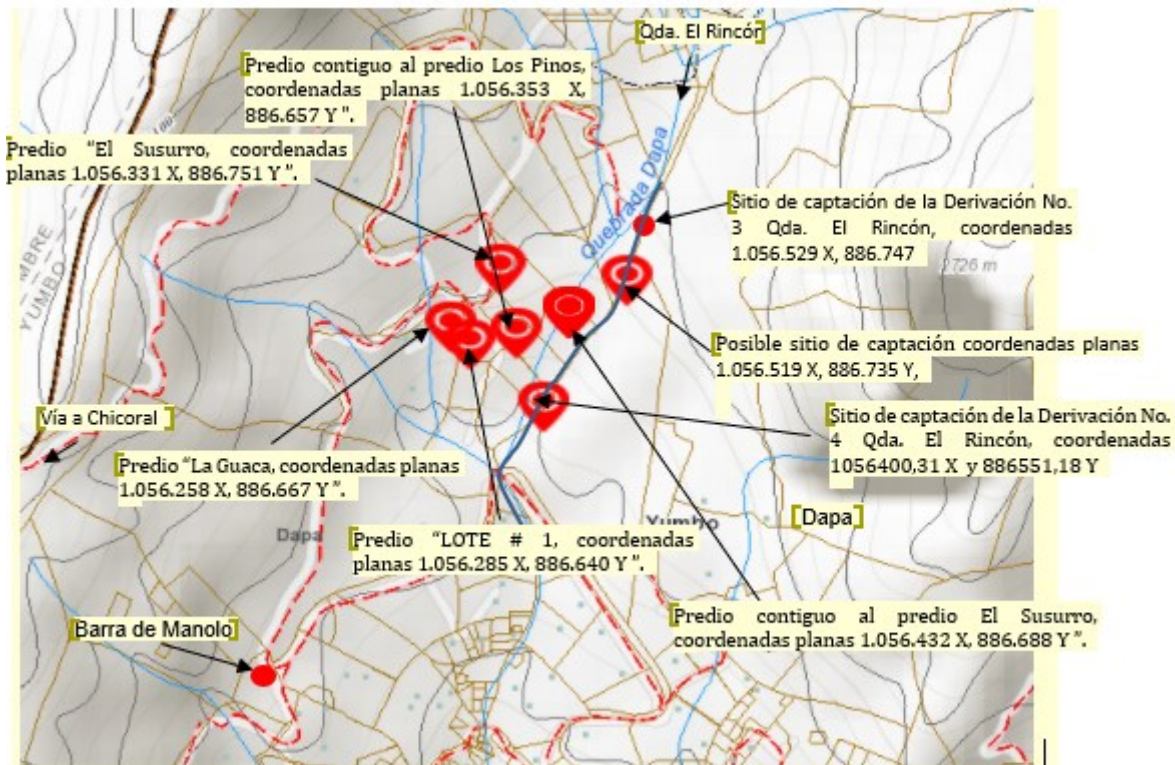 Qda. El Rincón
Predio contiguo al predio Los Pinos,
coordenadas planas 1.056.353 X,
886.657 Y ”.
Predio “El Susurro, coordenadas
planas 1.056.331 X, 886.751 Y ”.
Quebrada Dapa
Sitio de captación de la Derivación No.
3 Qda. El Rincón, coordenadas
1.056.529 X, 886.747
2726 m
YUMBO
Posible sitio de captación coordenadas planas
1.056.519 X, 886.735 Y,
Vía a Chicoral
Sitio de captación de la Derivación No.
4 Qda. El Rincón, coordenadas
1056400,31 X y 886551,18 Y
Predio “La Guaca, coordenadas planas
1.056.258 X, 886.667 Y ”.
Dapa
Yumbo
Dapa
Predio “LOTE # 1, coordenadas
planas 1.056.285 X, 886.640 Y ”.
Predio contiguo al predio El Susurro,
coordenadas planas 1.056.432 X, 886.688 Y ”.
Barra de Manolo